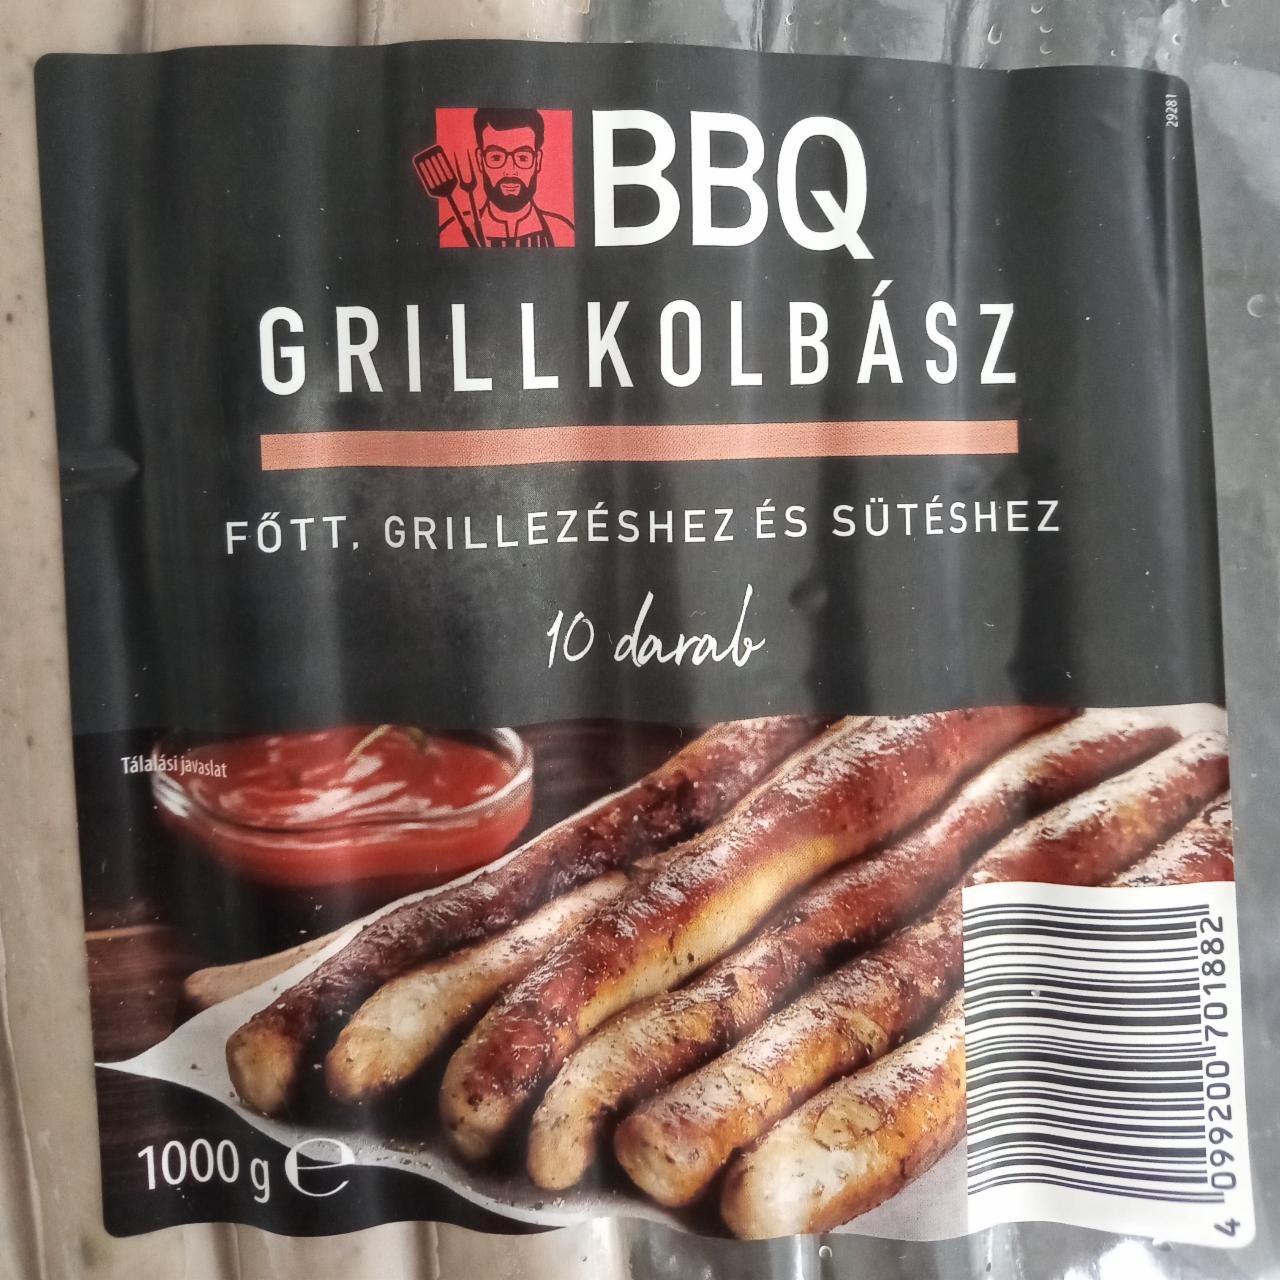 29281
BBQ
GRILLKOLBÁSZ
FŐTT, GRILLEZÉSHEZ ÉS SÜTÉSHEZ
10 darab
Tálalási javaslat
1000 g ℮
4 099200 701882